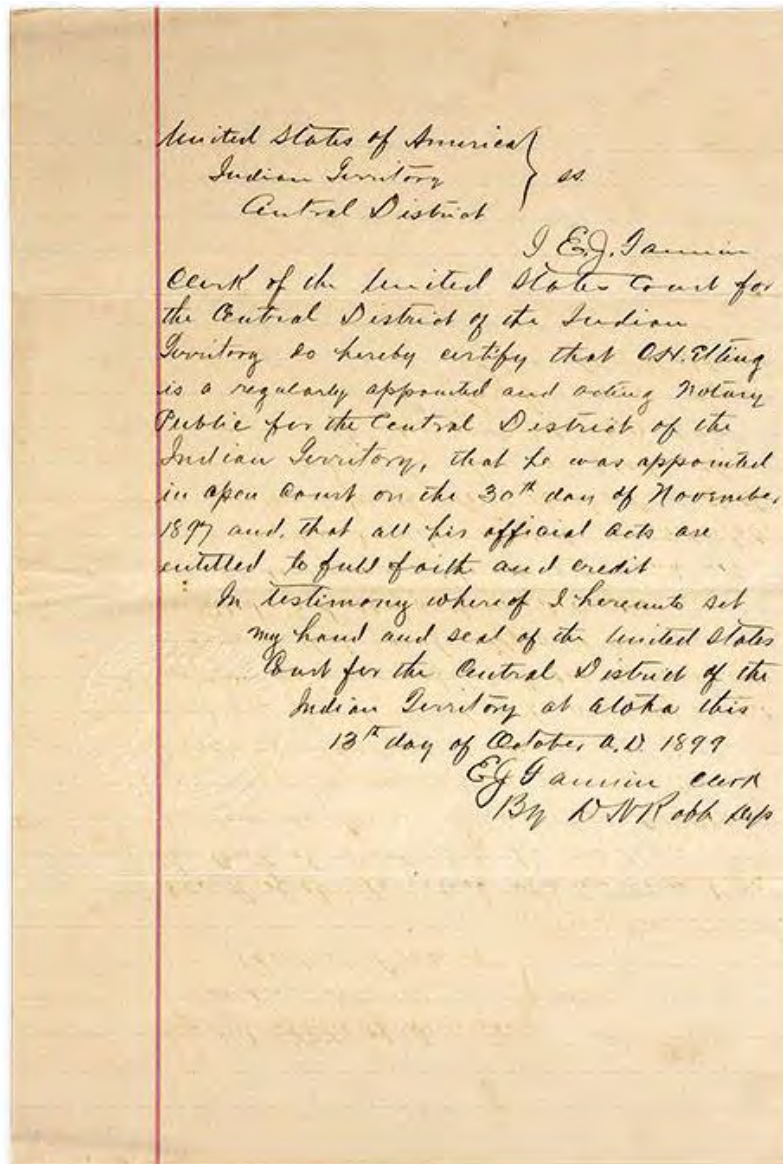 United States of America
Indian Territory } ss.
Central District
I E.J. Fannin
Clerk of the United States Court for
the Central District of the Indian
Territory do hereby certify that C.H. Elting
is a regularly appointed and acting Notary
Public for the Central District of the
Indian Territory, that he was appointed
in open Court on the 30th day of November
1897 and, that all his official acts are
entitled to full faith and credit
In testimony whereof I hereunto set
my hand and seal of the United States
Court for the Central District of the
Indian Territory at Atoka this
13th day of October A.D. 1899
E J Fannin Clerk
By D N Robb Dep